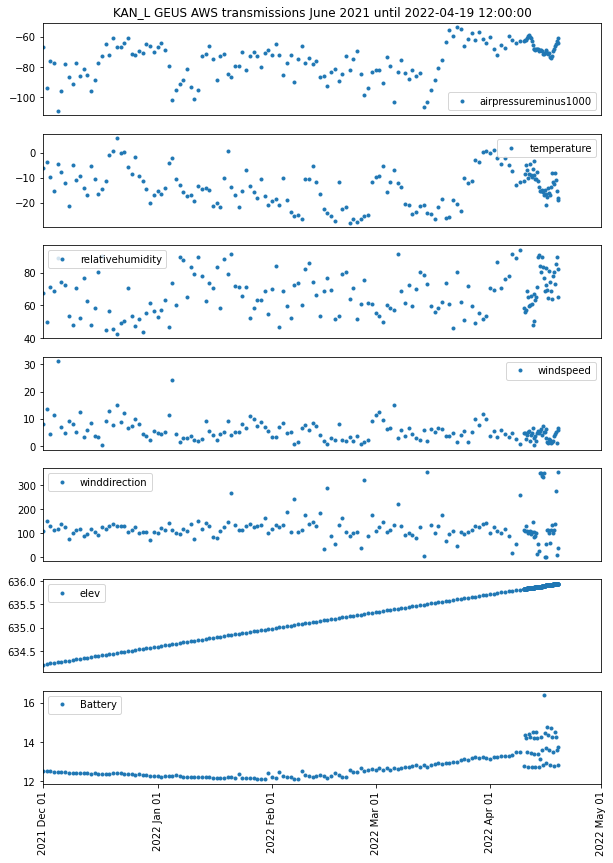 KAN_L GEUS AWS transmissions June 2021 until 2022-04-19 12:00:00
−60
−80
−100
airpressureminus1000
0
−10
−20
temperature
80
60
40
relativehumidity
30
20
10
0
windspeed
300
200
100
0
winddirection
636.0
635.5
635.0
634.5
elev
16
14
12
Battery
2021 Dec 01
2022 Jan 01
2022 Feb 01
2022 Mar 01
2022 Apr 01
2022 May 01